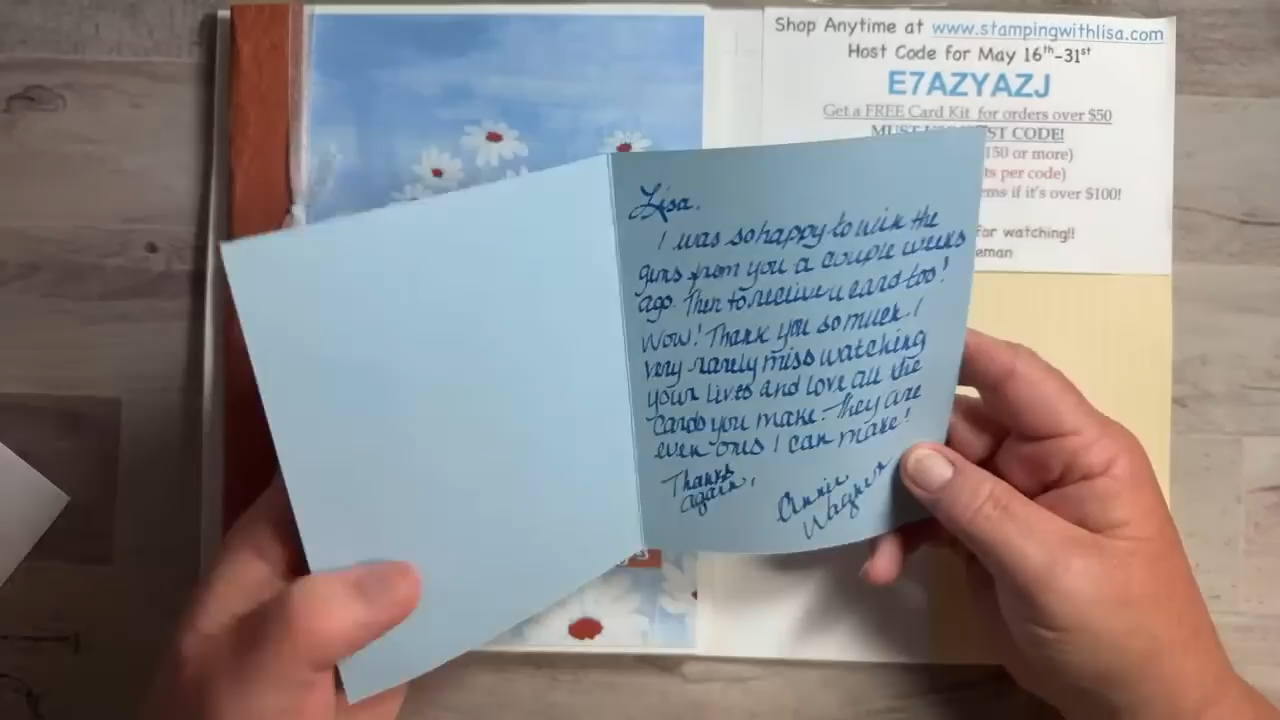 Shop Anytime at www.stampingwithlisa.com
Host Code for May 16th-31st
E7AZYAZJ
Get a FREE Card Kit for orders over $50
ST CODE!
150 or more)
ts per code)
ems if it's over $100!
for watching!!
eman
Lisa,
I was so happy to win the
gems from you a couple weeks
ago. Then to receive a card too!
Wow! Thank you so much. I
very rarely miss watching
your lives and love all the
cards you make. They are
even ones I can make!
Thanks
again,
Annie
Wagner